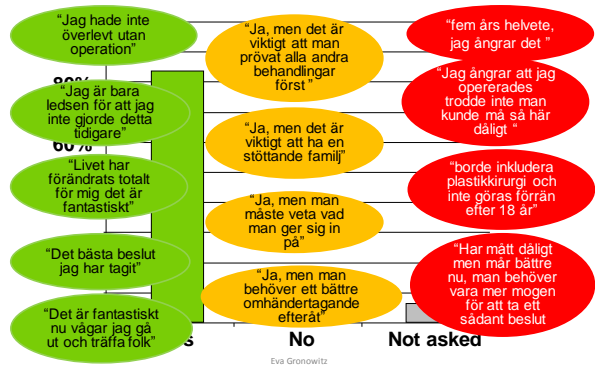 “Jag hade inte
överlevt utan
operation”
“Jag är bara
ledsen för att jag
inte gjorde detta
tidigare”
“Livet har
förändrats totalt
för mig det är
fantastiskt”
“Det bästa beslut
jag har tagit”
“Det är fantastiskt
nu vågar jag gå
ut och träffa folk”
“Ja, men det är
viktigt att man
prövat alla andra
behandlingar
först ”
“Ja, men det är
viktigt att ha en
stöttande familj”
“Ja, men man
måste veta vad
man ger sig in
på”
“Ja, men man
behöver ett bättre
omhändertagande
efteråt”
“fem års helvete,
jag ångrar det ”
“Jag ångrar att jag
opererades
trodde inte man
kunde må så här
dåligt “
“borde inkludera
plastikkirurgi och
inte göras förrän
efter 18 år”
“Har mått dåligt
men mår bättre
nu, man behöver
vara mer mogen
för att ta ett
sådant beslut
80%
60%
No
Not asked
Eva Gronowitz